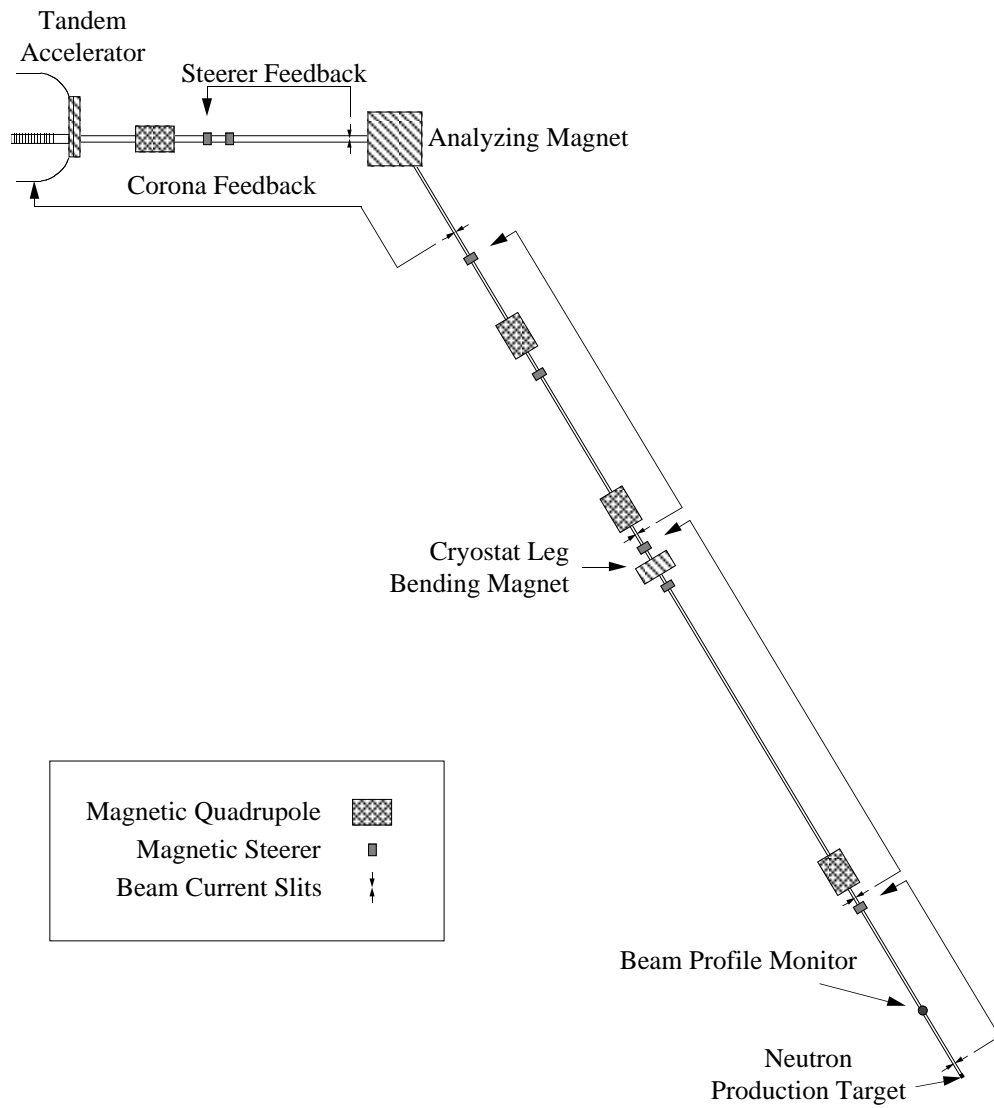 Tandem
Accelerator
Steerer Feedback
Analyzing Magnet
Corona Feedback
Cryostat Leg
Bending Magnet
Magnetic Quadrupole
Magnetic Steerer
Beam Current Slits
Beam Profile Monitor
Neutron
Production Target